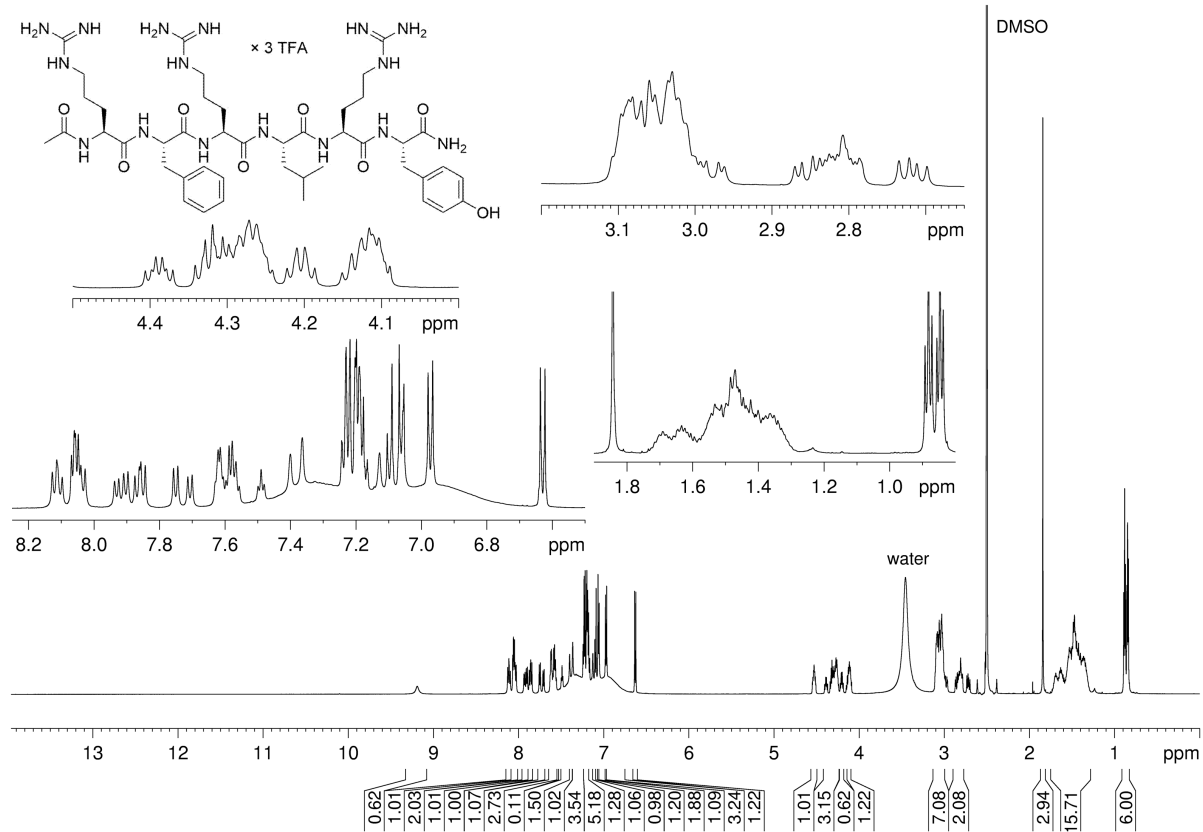 H₂N NH H₂N NH HN NH₂
× 3 TFA
HN HN NH
O H N O H N O H N O
N H O N H O N H O NH₂
OH
DMSO
3.1 3.0 2.9 2.8 ppm
4.4 4.3 4.2 4.1 ppm
1.8 1.6 1.4 1.2 1.0 ppm
8.2 8.0 7.8 7.6 7.4 7.2 7.0 6.8 ppm
water
13 12 11 10 9 8 7 6 5 4 3 2 1 ppm
0.62 1.01 2.03 1.01 1.00 1.07 2.73 0.11 1.50 1.02 3.54 5.18 1.28 1.06 0.98 1.20 1.88 1.09 3.24 1.22 1.01 3.15 0.62 1.22 7.08 2.08 2.94 15.71 6.00